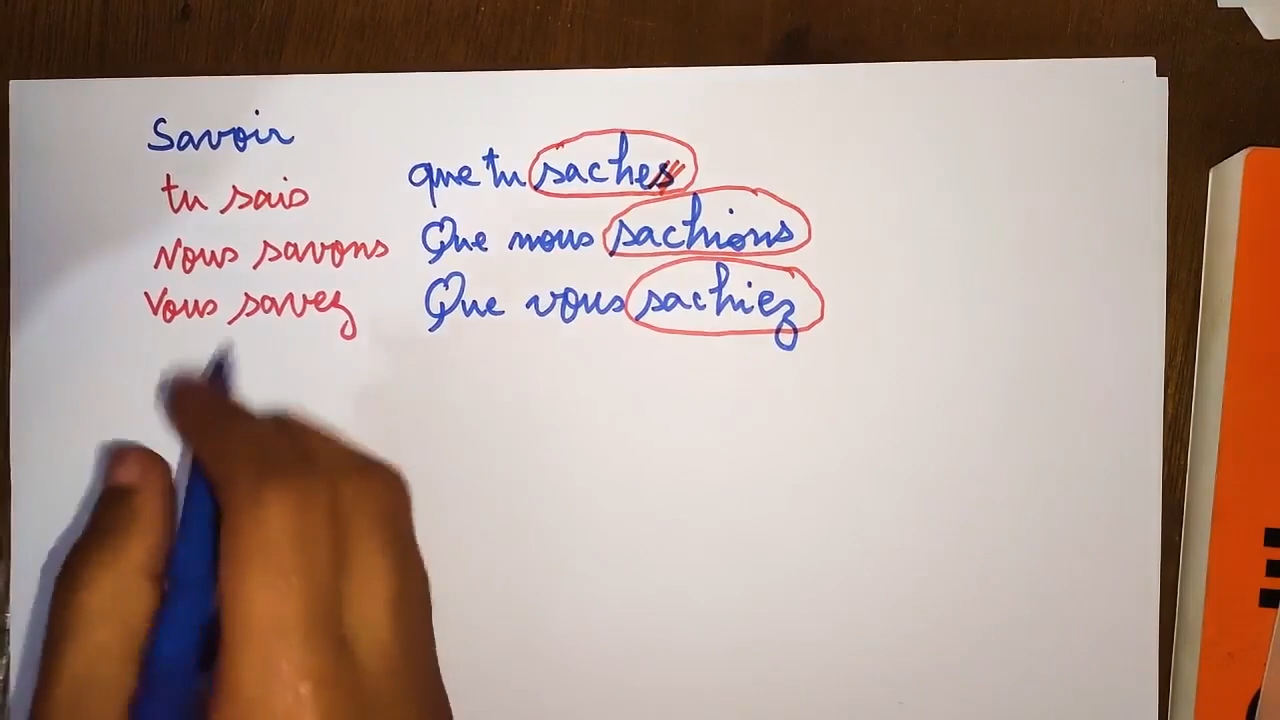 Savoir
tu sais
Nous savons
Vous savez
que tu saches
Que nous sachions
Que vous sachiez